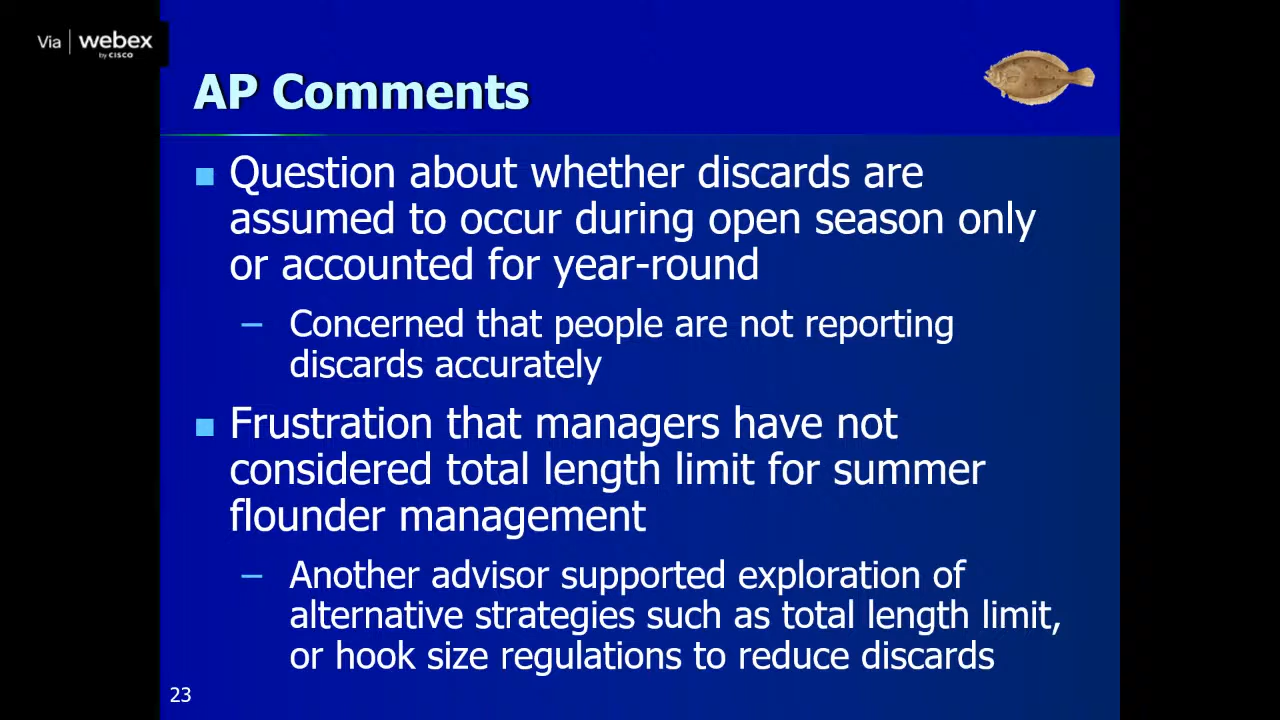 Via | webex
by CISCO
AP Comments
Question about whether discards are
assumed to occur during open season only
or accounted for year-round
– Concerned that people are not reporting
discards accurately
Frustration that managers have not
considered total length limit for summer
flounder management
– Another advisor supported exploration of
alternative strategies such as total length limit,
or hook size regulations to reduce discards
23